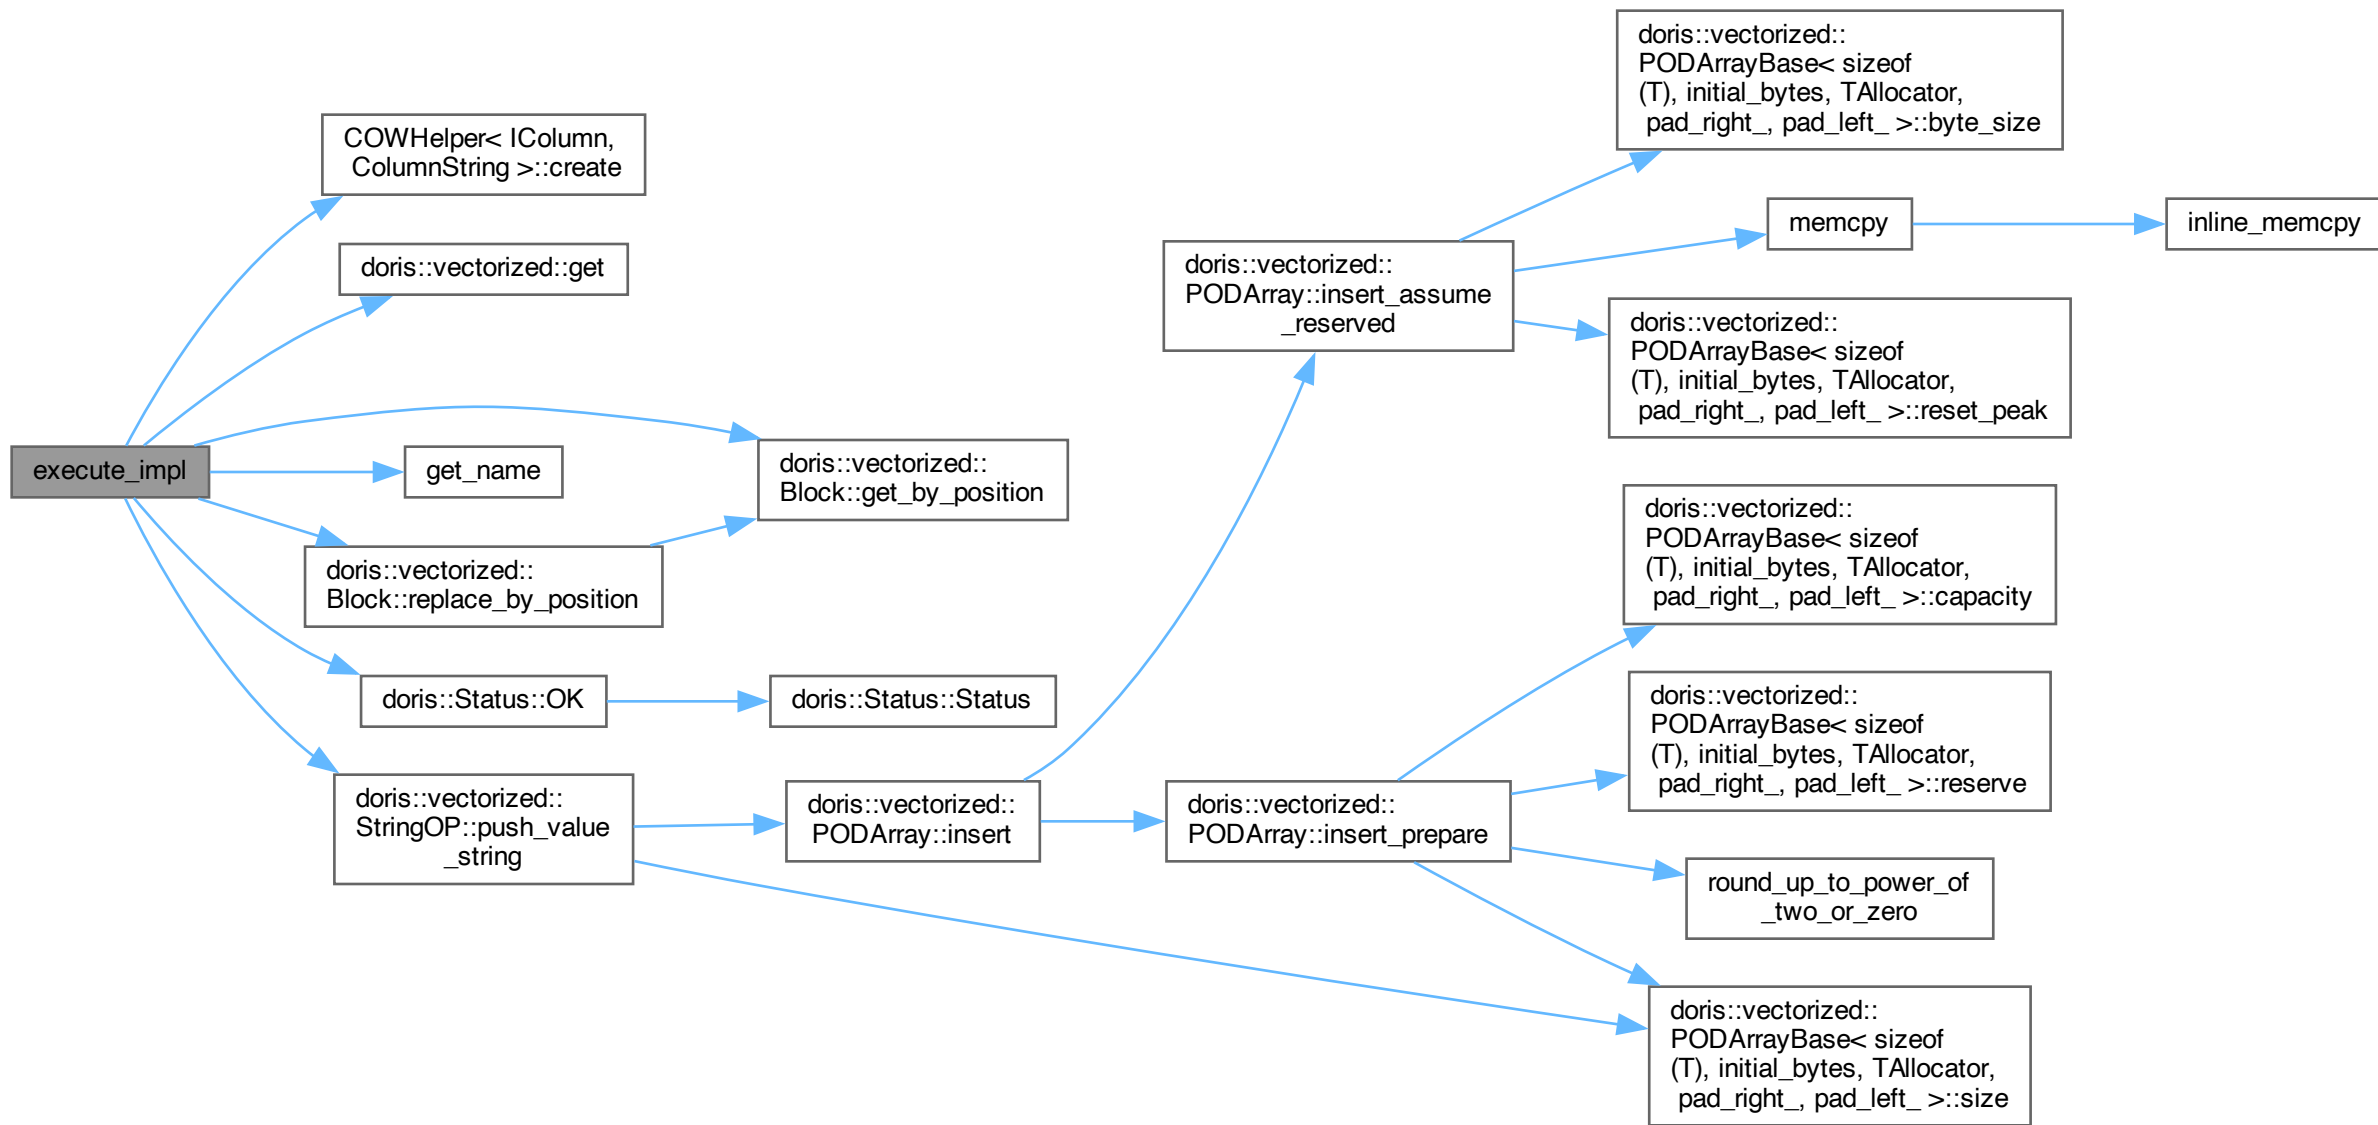 execute_impl
COWHelper< IColumn,
ColumnString >::create
doris::vectorized::get
get_name
doris::vectorized::
Block::get_by_position
doris::vectorized::
Block::replace_by_position
doris::Status::OK
doris::Status::Status
doris::vectorized::
StringOP::push_value
_string
doris::vectorized::
PODArray::insert
doris::vectorized::
PODArray::insert_assume
_reserved
doris::vectorized::
PODArrayBase< sizeof
(T), initial_bytes, TAllocator,
pad_right_, pad_left_ >::byte_size
memcpy
inline_memcpy
doris::vectorized::
PODArrayBase< sizeof
(T), initial_bytes, TAllocator,
pad_right_, pad_left_ >::reset_peak
doris::vectorized::
PODArray::insert_prepare
doris::vectorized::
PODArrayBase< sizeof
(T), initial_bytes, TAllocator,
pad_right_, pad_left_ >::capacity
doris::vectorized::
PODArrayBase< sizeof
(T), initial_bytes, TAllocator,
pad_right_, pad_left_ >::reserve
round_up_to_power_of
_two_or_zero
doris::vectorized::
PODArrayBase< sizeof
(T), initial_bytes, TAllocator,
pad_right_, pad_left_ >::size